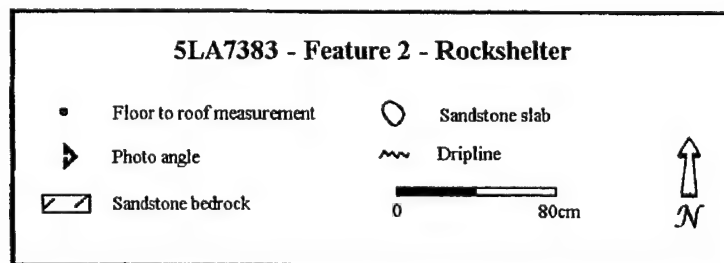 5LA7383 - Feature 2 - Rockshelter
Floor to roof measurement
Sandstone slab
Photo angle
Dripline
Sandstone bedrock
0 80cm
N